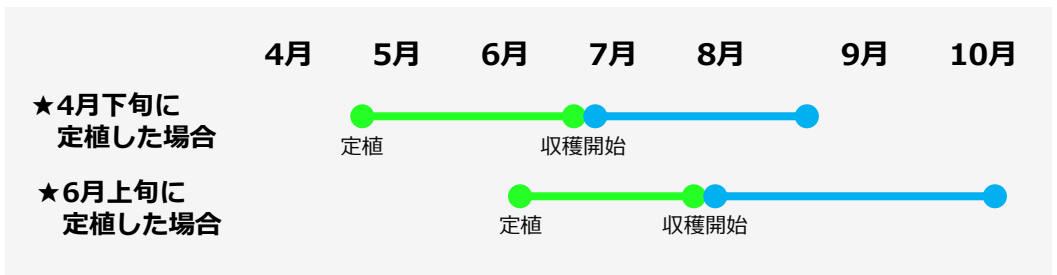 4月 5月 6月 7月 8月 9月 10月
★4月下旬に
定植した場合
定植 収穫開始
★6月上旬に
定植した場合
定植 収穫開始